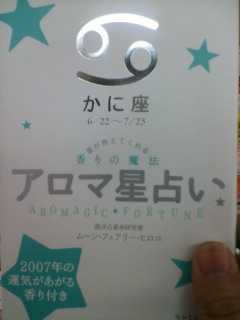 かに座
6/22〜7/23
星が教えてくれる
香りの魔法
アロマ星占い
AROMAGIC★FORTUNE
西洋占星術研究家
ムーン・フェアリー・ヒロコ
2007年の
運気があがる
香り付き